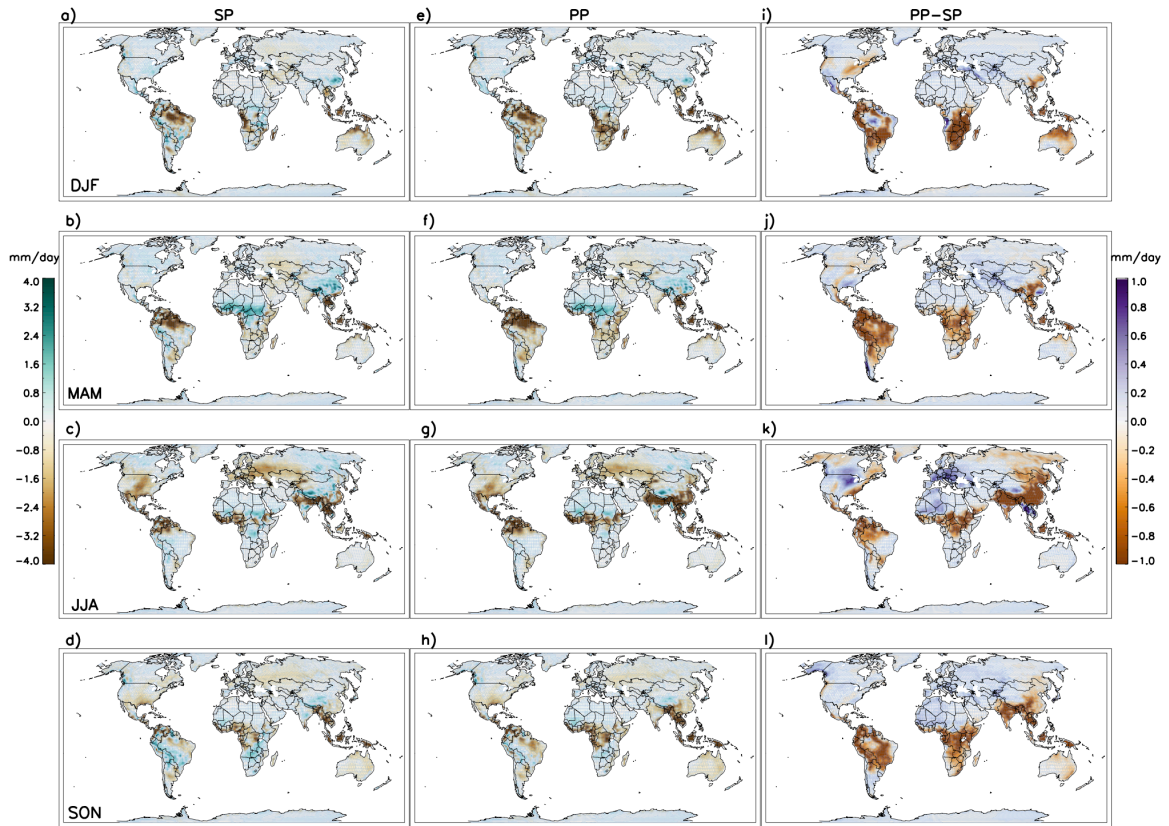 a) SP e) PP i) PP−SP
DJF
b) f) j)
mm/day mm/day
4.0
3.2
2.4
1.6
0.8
0.0
−0.8
−1.6
−2.4
−3.2
−4.0
1.0
0.8
0.6
0.4
0.2
0.0
−0.2
−0.4
−0.6
−0.8
−1.0
MAM
c) g) k)
JJA
d) h) l)
SON